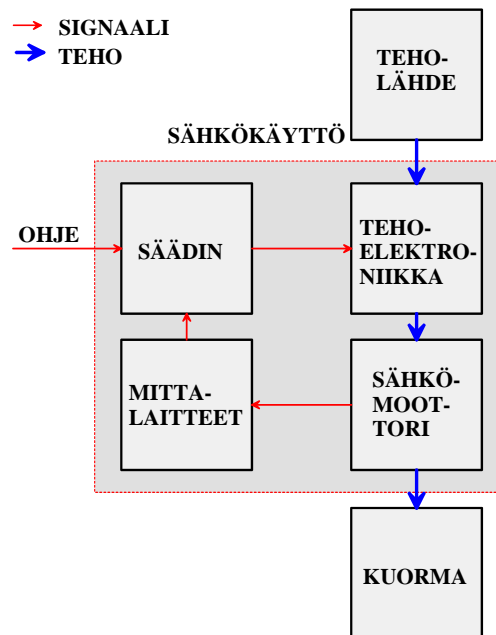 SIGNAALI
TEHO
TEHO-
LÄHDE
SÄHKÖKÄYTTÖ
OHJE
SÄÄDIN
TEHO-
ELEKTRO-
NIIKKA
MITTA-
LAITTEET
SÄHKÖ-
MOOT-
TORI
KUORMA